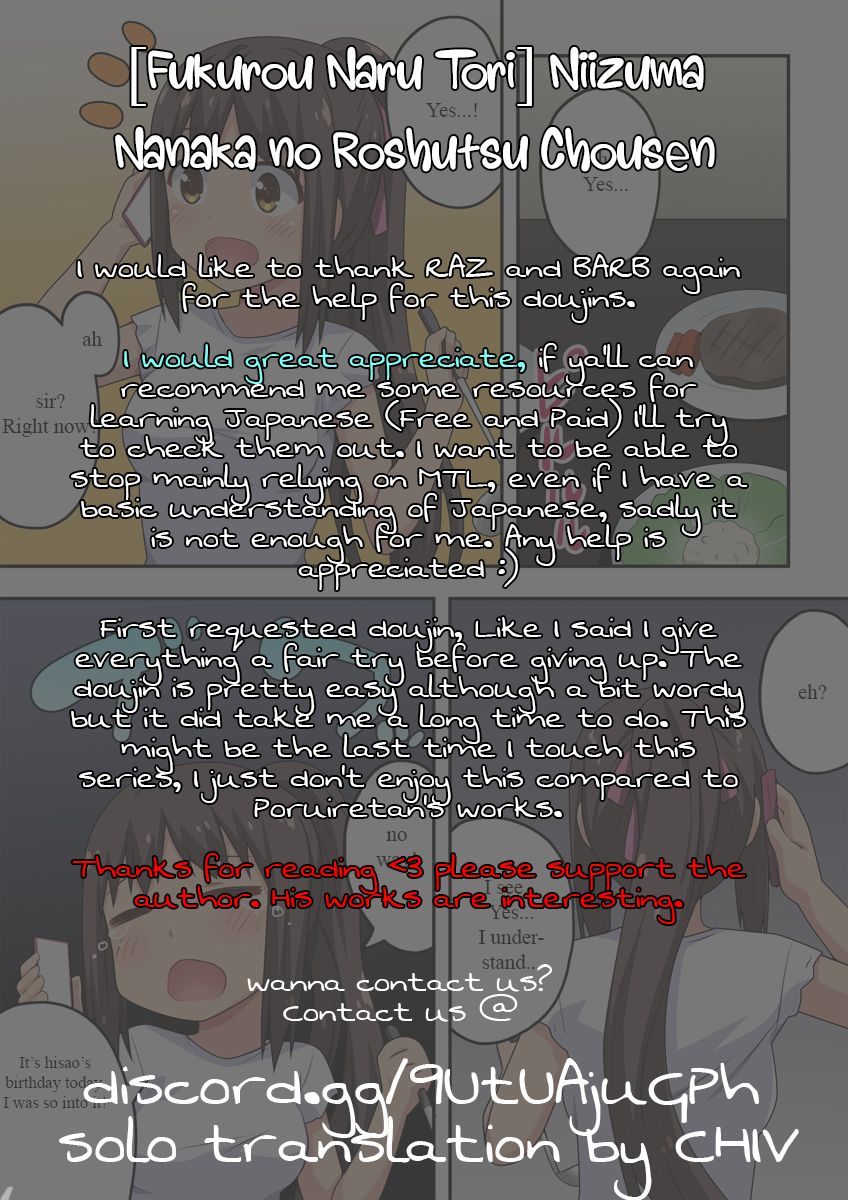 [Fukurou Naru Tori] Niizuma
Nanaka no Roshutsu Chousen
Yes...!
Yes...
I would like to thank RAZ and BARB again
for the help for this doujins.
ah
sir?
Right now?
I would great appreciate, if ya'll can
recommend me some resources for
learning Japanese (Free and Paid) I'll try
to check them out. I want to be able to
stop mainly relying on MTL, even if I have a
basic understanding of Japanese, sadly it
is not enough for me. Any help is
appreciated :)
First requested doujin, Like I said I give
everything a fair try before giving up. The
doujin is pretty easy although a bit wordy
but it did take me a long time to do. This
might be the last time I touch this
series, I just don't enjoy this compared to
Poruiretan's works.
eh?
no
Thanks for reading <3 please support the
author. His works are interesting.
I see...
Yes...
I under-
stand...
wanna contact us?
Contact us @
It's hisao's
birthday today
I was so into it!
discord.gg/9UtUAjuGPh
solo translation by CHIV